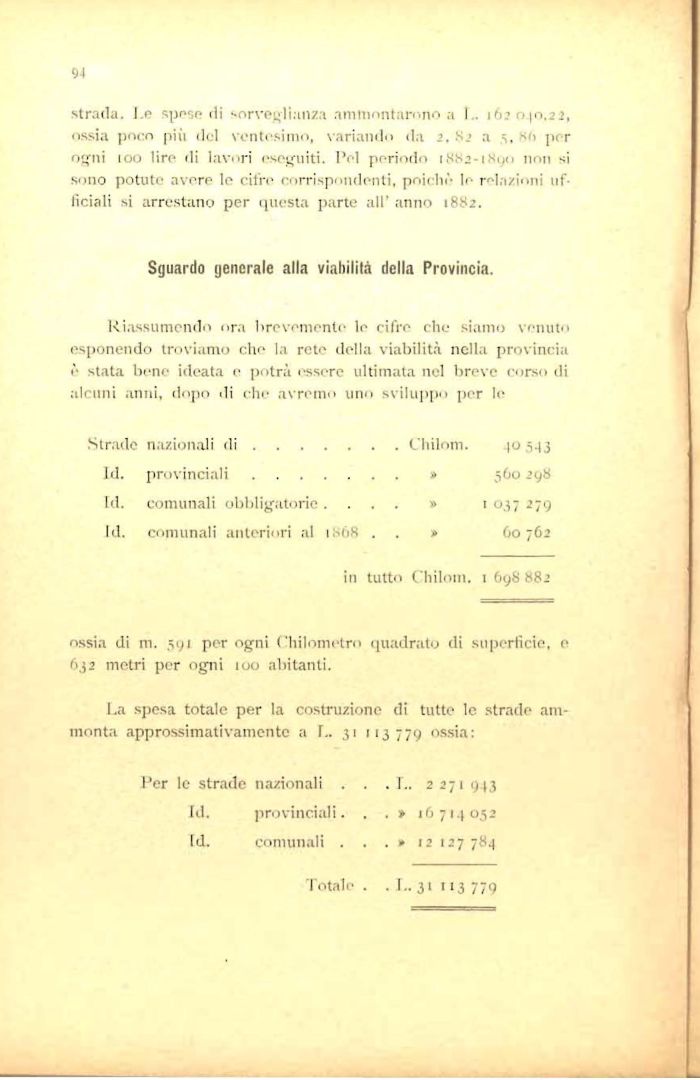 94
strada. Le spese di sorveglianza ammontarono a L. 162 040,22,
ossia poco più del ventesimo, variando da 2, 82 a 5, 86 per
ogni 100 lire di lavori eseguiti. Pel periodo 1882-1890 non si
sono potute avere le cifre corrispondenti, poichè le relazioni uf-
ficiali si arrestano per questa parte all' anno 1882.
Sguardo generale alla viabilità della Provincia.
Riassumendo ora brevemente le cifre che siamo venuto
esponendo troviamo che la rete della viabilità nella provincia
è stata bene ideata e potrà essere ultimata nel breve corso di
alcuni anni, dopo di che avremo uno sviluppo per le
Strade nazionali di . . . . . . . Chilom. 40 543
Id. provinciali . . . . . . . » 560 298
Id. comunali obbligatorie . . . . » 1 037 279
Id. comunali anteriori al 1868 . . » 60 762
in tutto Chilom. 1 698 882
ossia di m. 591 per ogni Chilometro quadrato di superficie, e
632 metri per ogni 100 abitanti.
La spesa totale per la costruzione di tutte le strade am-
monta approssimativamente a L. 31 113 779 ossia:
Per le strade nazionali . . . L. 2 271 943
Id. provinciali . . . » 16 714 052
Id. comunali . . . » 12 127 784
Totale . . L. 31 113 779